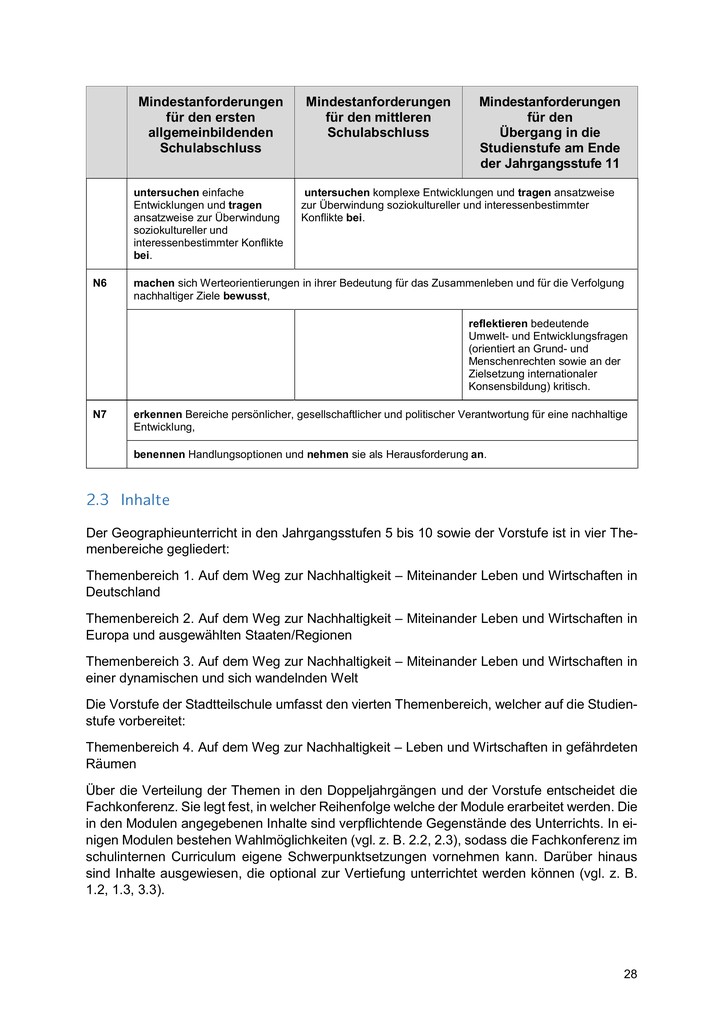 Mindestanforderungen
für den ersten
allgemeinbildenden
Schulabschluss
Mindestanforderungen
für den mittleren
Schulabschluss
Mindestanforderungen
für den
Übergang in die
Studienstufe am Ende
der Jahrgangsstufe 11
untersuchen einfache
Entwicklungen und tragen
ansatzweise zur Überwindung
soziokultureller und
interessenbestimmter Konflikte
bei.
untersuchen komplexe Entwicklungen und tragen ansatzweise
zur Überwindung soziokultureller und interessenbestimmter
Konflikte bei.
N6
machen sich Werteorientierungen in ihrer Bedeutung für das Zusammenleben und für die Verfolgung
nachhaltiger Ziele bewusst,
reflektieren bedeutende
Umwelt- und Entwicklungsfragen
(orientiert an Grund- und
Menschenrechten sowie an der
Zielsetzung internationaler
Konsensbildung) kritisch.
N7
erkennen Bereiche persönlicher, gesellschaftlicher und politischer Verantwortung für eine nachhaltige
Entwicklung,
benennen Handlungsoptionen und nehmen sie als Herausforderung an.
2.3 Inhalte
Der Geographieunterricht in den Jahrgangsstufen 5 bis 10 sowie der Vorstufe ist in vier The-
menbereiche gegliedert:
Themenbereich 1. Auf dem Weg zur Nachhaltigkeit – Miteinander Leben und Wirtschaften in
Deutschland
Themenbereich 2. Auf dem Weg zur Nachhaltigkeit – Miteinander Leben und Wirtschaften in
Europa und ausgewählten Staaten/Regionen
Themenbereich 3. Auf dem Weg zur Nachhaltigkeit – Miteinander Leben und Wirtschaften in
einer dynamischen und sich wandelnden Welt
Die Vorstufe der Stadtteilschule umfasst den vierten Themenbereich, welcher auf die Studien-
stufe vorbereitet:
Themenbereich 4. Auf dem Weg zur Nachhaltigkeit – Leben und Wirtschaften in gefährdeten
Räumen
Über die Verteilung der Themen in den Doppeljahrgängen und der Vorstufe entscheidet die
Fachkonferenz. Sie legt fest, in welcher Reihenfolge welche der Module erarbeitet werden. Die
in den Modulen angegebenen Inhalte sind verpflichtende Gegenstände des Unterrichts. In ei-
nigen Modulen bestehen Wahlmöglichkeiten (vgl. z. B. 2.2, 2.3), sodass die Fachkonferenz im
schulinternen Curriculum eigene Schwerpunktsetzungen vornehmen kann. Darüber hinaus
sind Inhalte ausgewiesen, die optional zur Vertiefung unterrichtet werden können (vgl. z. B.
1.2, 1.3, 3.3).
28